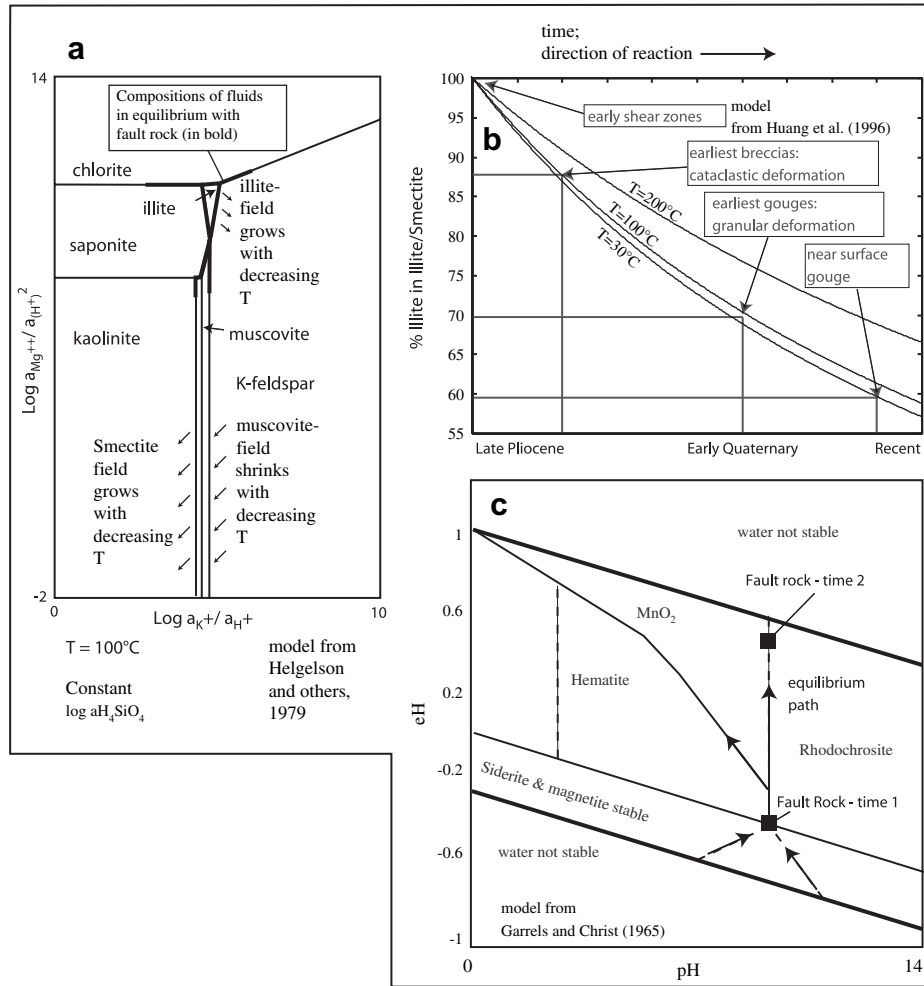 a
14
Compositions of fluids
in equilibrium with
fault rock (in bold)
chlorite
illite
illite-
field
grows
with
decreasing
T
saponite
kaolinite
muscovite
K-feldspar
Smectite
field
grows
with
decreasing
T
muscovite-
field
shrinks
with
decreasing
T
Log aMg++/ a(H+)2
-2
0
10
Log aK+/ aH+
T = 100°C
Constant
log aH4SiO4
model from
Helgelson
and others,
1979
time;
direction of reaction
b
100
95
90
85
80
75
70
65
60
55
% Illite in Illite/Smectite
early shear zones
model
from Huang et al. (1996)
earliest breccias:
cataclastic deformation
earliest gouges:
granular deformation
near surface
gouge
T=200°C
T=100°C
T=30°C
Late Pliocene
Early Quaternary
Recent
c
1
0.6
0.2
-0.2
-0.6
-1
eH
water not stable
Fault rock - time 2
MnO2
Hematite
equilibrium
path
Rhodochrosite
Siderite & magnetite stable
Fault Rock - time 1
water not stable
model from
Garrels and Christ (1965)
0
pH
14